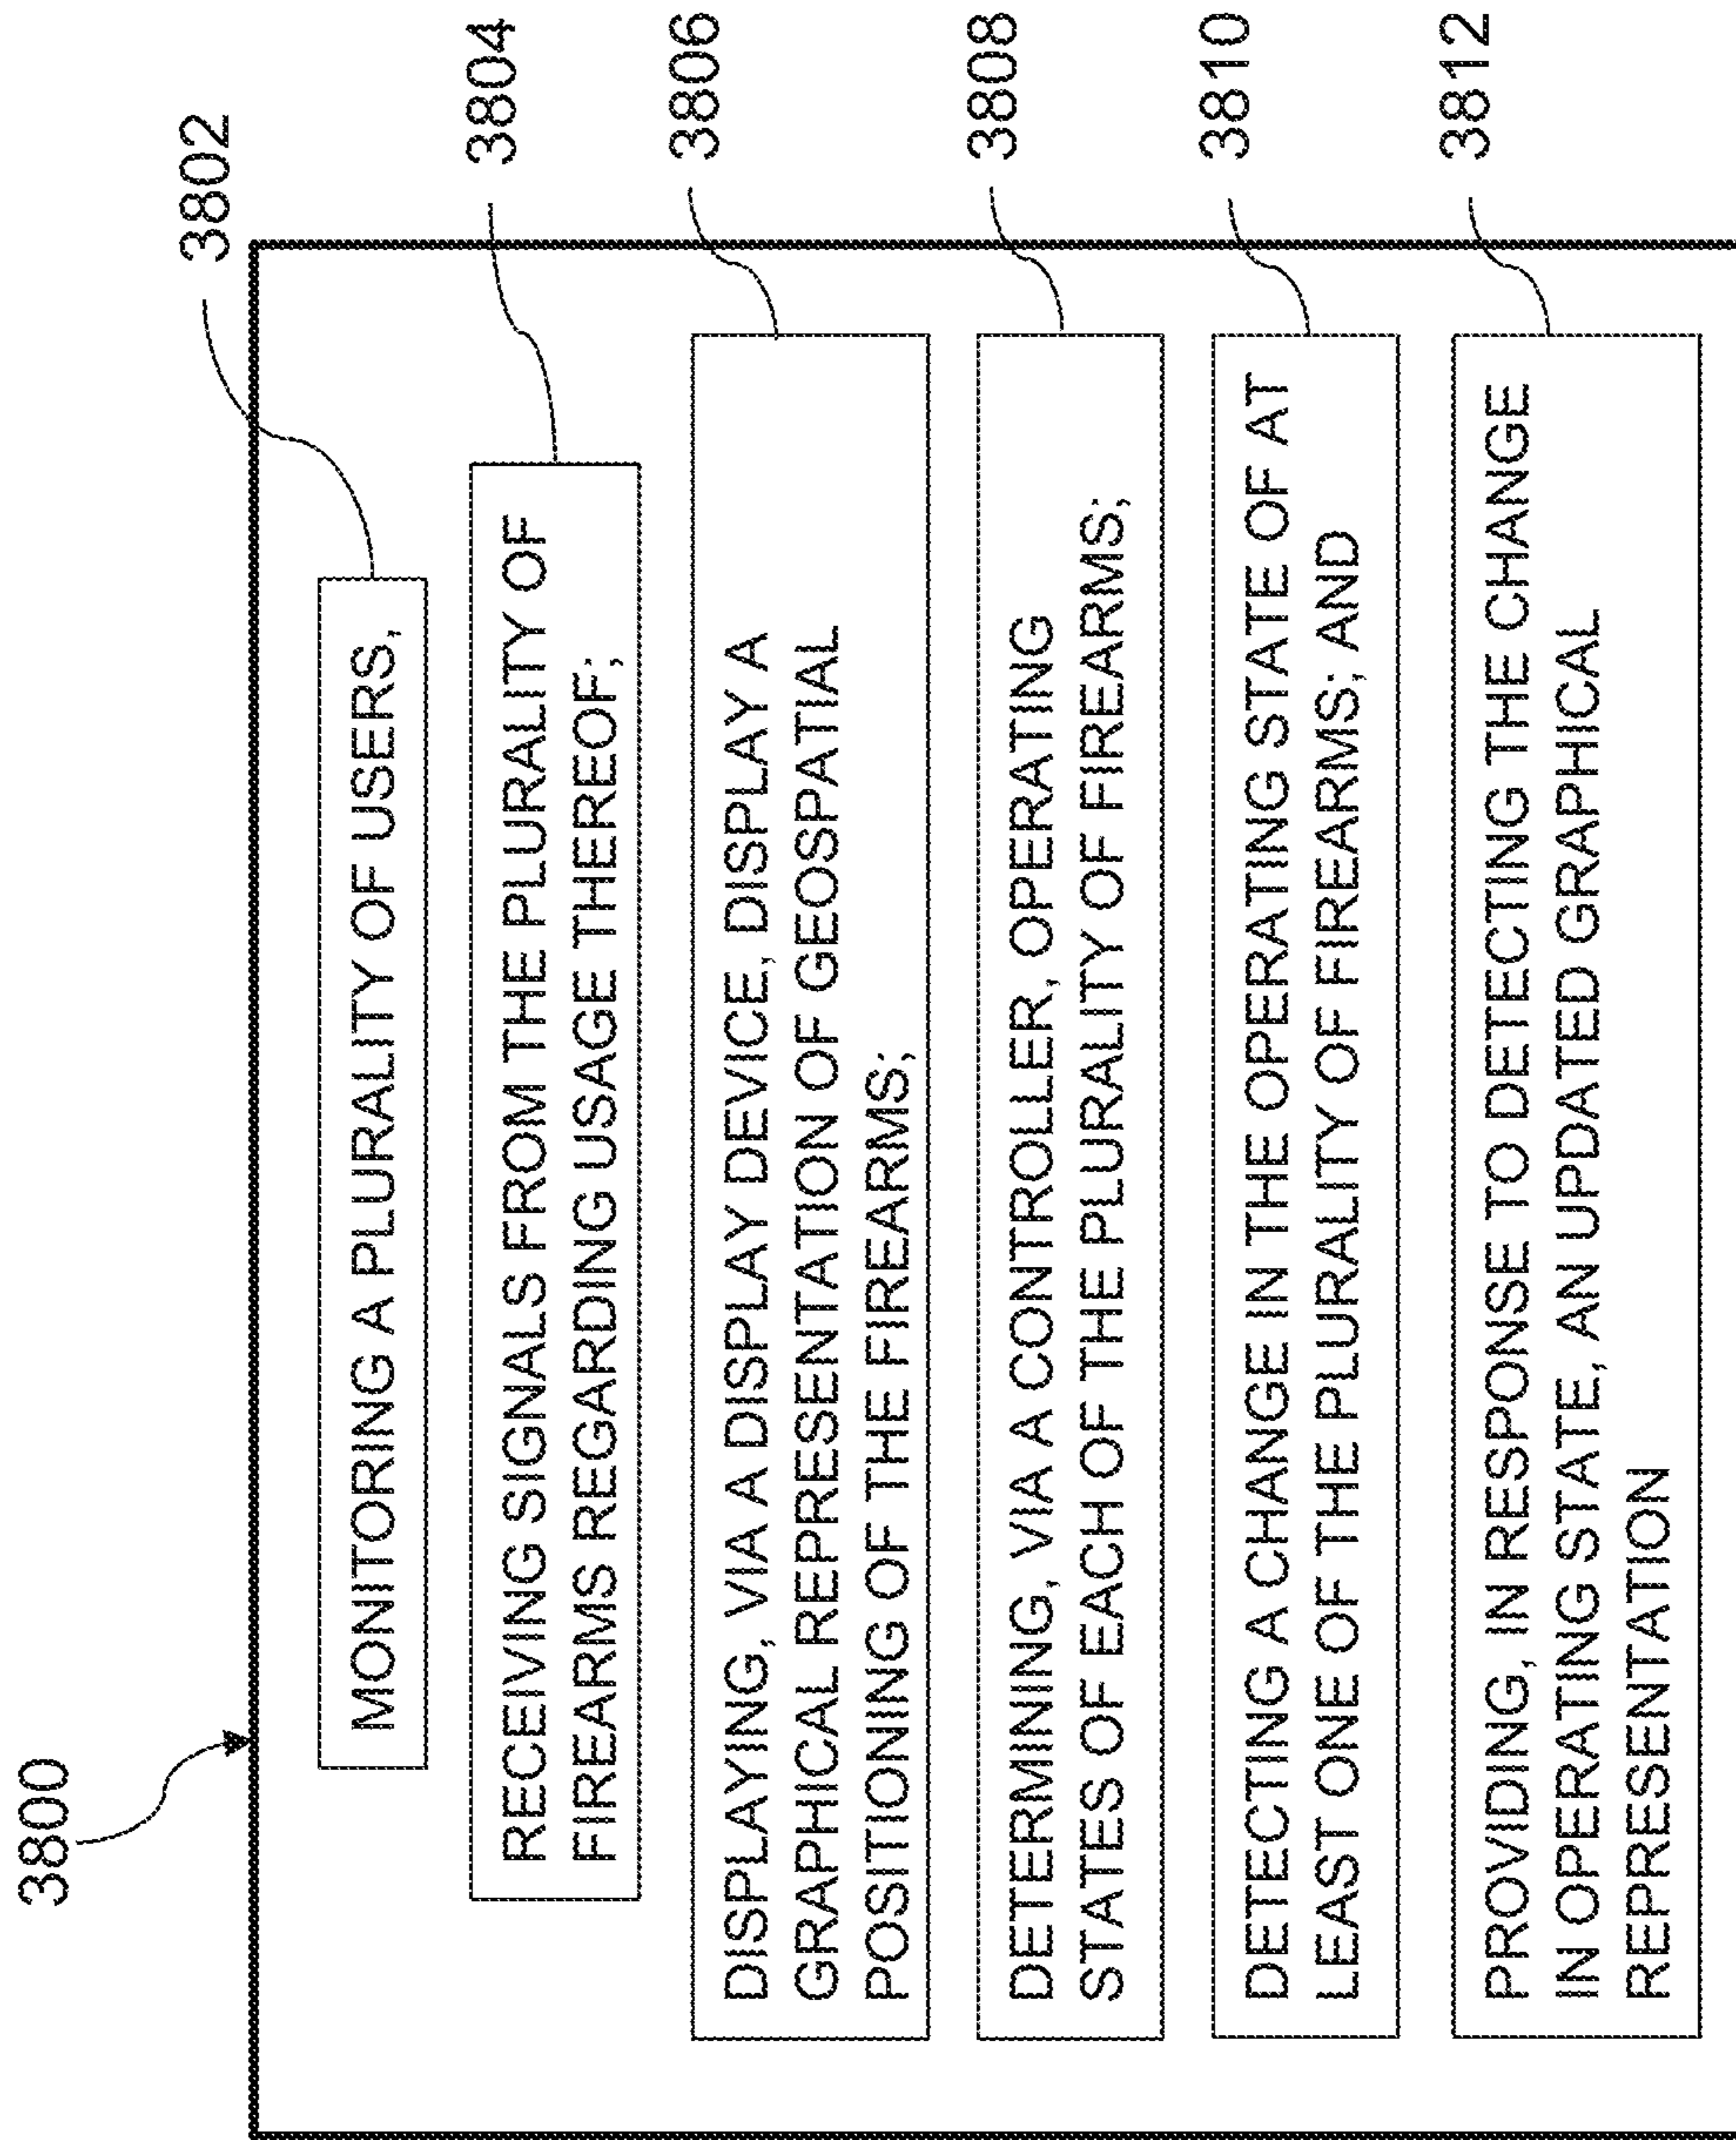 3800
3802
MONITORING A PLURALITY OF USERS,
3804
RECEIVING SIGNALS FROM THE PLURALITY OF
FIREARMS REGARDING USAGE THEREOF;
3806
DISPLAYING, VIA A DISPLAY DEVICE, DISPLAY A
GRAPHICAL REPRESENTATION OF GEOSPATIAL
POSITIONING OF THE FIREARMS;
3808
DETERMINING, VIA A CONTROLLER, OPERATING
STATES OF EACH OF THE PLURALITY OF FIREARMS;
3810
DETECTING A CHANGE IN THE OPERATING STATE OF AT
LEAST ONE OF THE PLURALITY OF FIREARMS; AND
3812
PROVIDING, IN RESPONSE TO DETECTING THE CHANGE
IN OPERATING STATE, AN UPDATED GRAPHICAL
REPRESENTATION